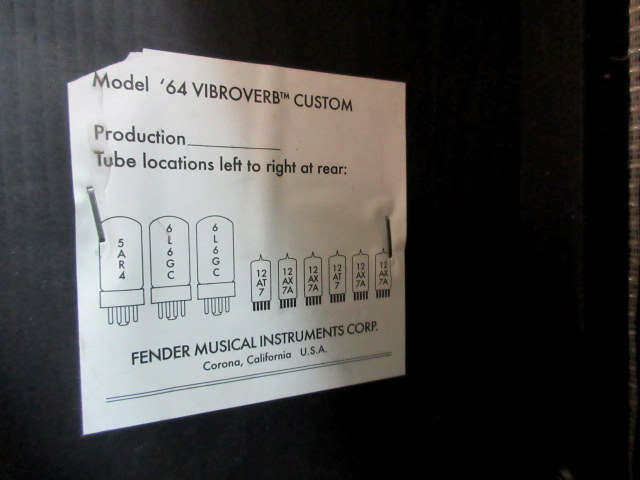 Model '64 VIBROVERB™ CUSTOM
Production
Tube locations left to right at rear:
5AR4 6L6GC 6L6GC 12AT7 12AX7A 12AX7A 12AT7 12AX7A 12AX7A
FENDER MUSICAL INSTRUMENTS CORP.
Corona, California U.S.A.